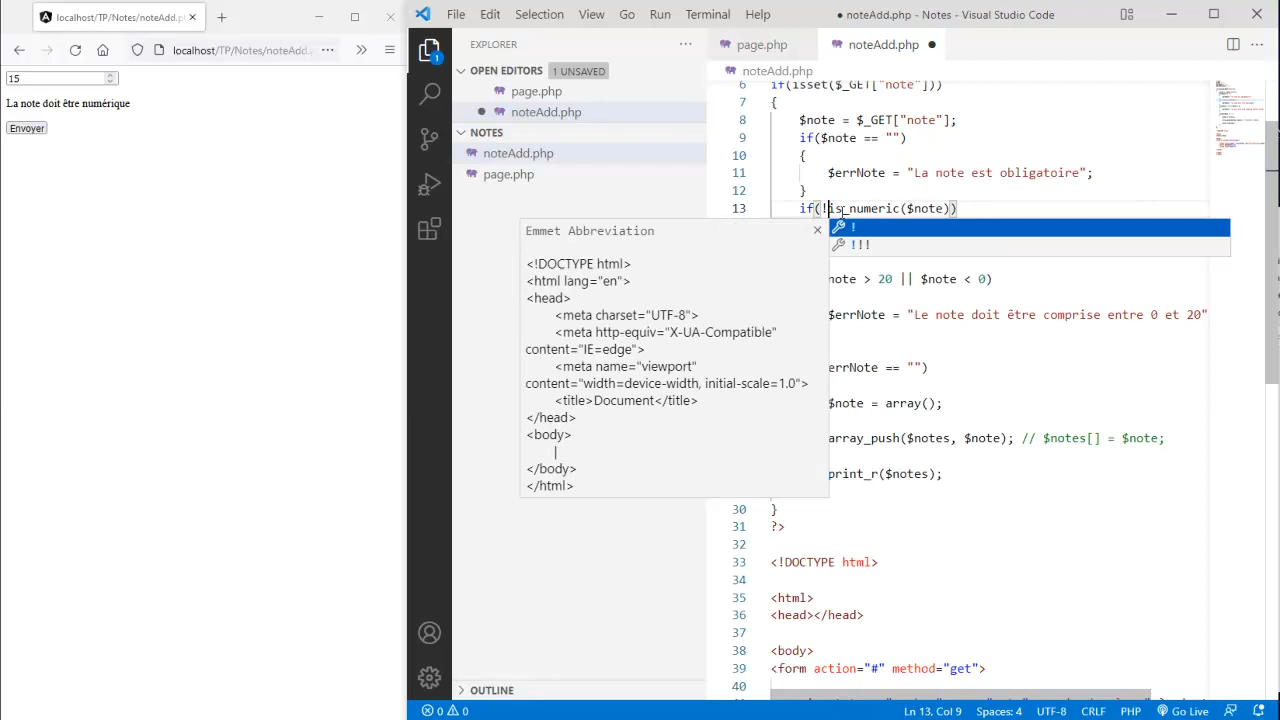 localhost/TP/Notes/noteAdd.php
localhost/TP/Notes/noteAdd.
15
La note doit être numérique
Envoyer
File Edit Selection View Go Run Terminal Help
● noteAdd.php - Notes - Visual Studio Code
EXPLORER
OPEN EDITORS 1 UNSAVED
page.php
noteAdd.php
NOTES
noteAdd.php
page.php
OUTLINE
1
page.php
noteAdd.php
noteAdd.php
6 if(isset($_GET["note"]))
7 {
8 $note = $_GET["note"];
9 if($note == "")
10 {
11 $errNote = "La note est obligatoire";
12 }
13 if(!is_numeric($note))
!
!!!
Emmet Abbreviation
<!DOCTYPE html>
<html lang="en">
<head>
<meta charset="UTF-8">
<meta http-equiv="X-UA-Compatible"
content="IE=edge">
<meta name="viewport"
content="width=device-width, initial-scale=1.0">
<title>Document</title>
</head>
<body>
|
</body>
</html>
note > 20 || $note < 0)
$errNote = "Le note doit être comprise entre 0 et 20"
errNote == "")
$note = array();
array_push($notes, $note); // $notes[] = $note;
print_r($notes);
30 }
31 ?>
32
33 <!DOCTYPE html>
34
35 <html>
36 <head></head>
37
38 <body>
39 <form action="#" method="get">
40
0 0
Ln 13, Col 9 Spaces: 4 UTF-8 CRLF PHP Go Live